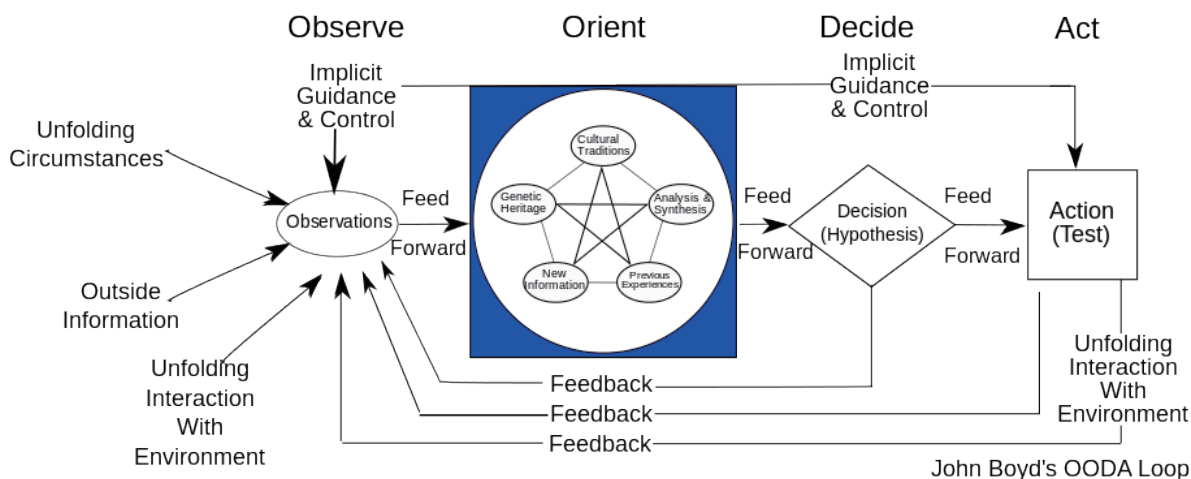 Observe
Orient
Decide
Act
Implicit
Guidance
& Control
Implicit
Guidance
& Control
Unfolding
Circumstances
Observations
Outside
Information
Unfolding
Interaction
With
Environment
Feed
Forward
Cultural
Traditions
Genetic
Heritage
Analysis &
Synthesis
New
Information
Previous
Experiences
Feed
Forward
Decision
(Hypothesis)
Feed
Forward
Action
(Test)
Unfolding
Interaction
With
Environment
Feedback
Feedback
Feedback
John Boyd's OODA Loop